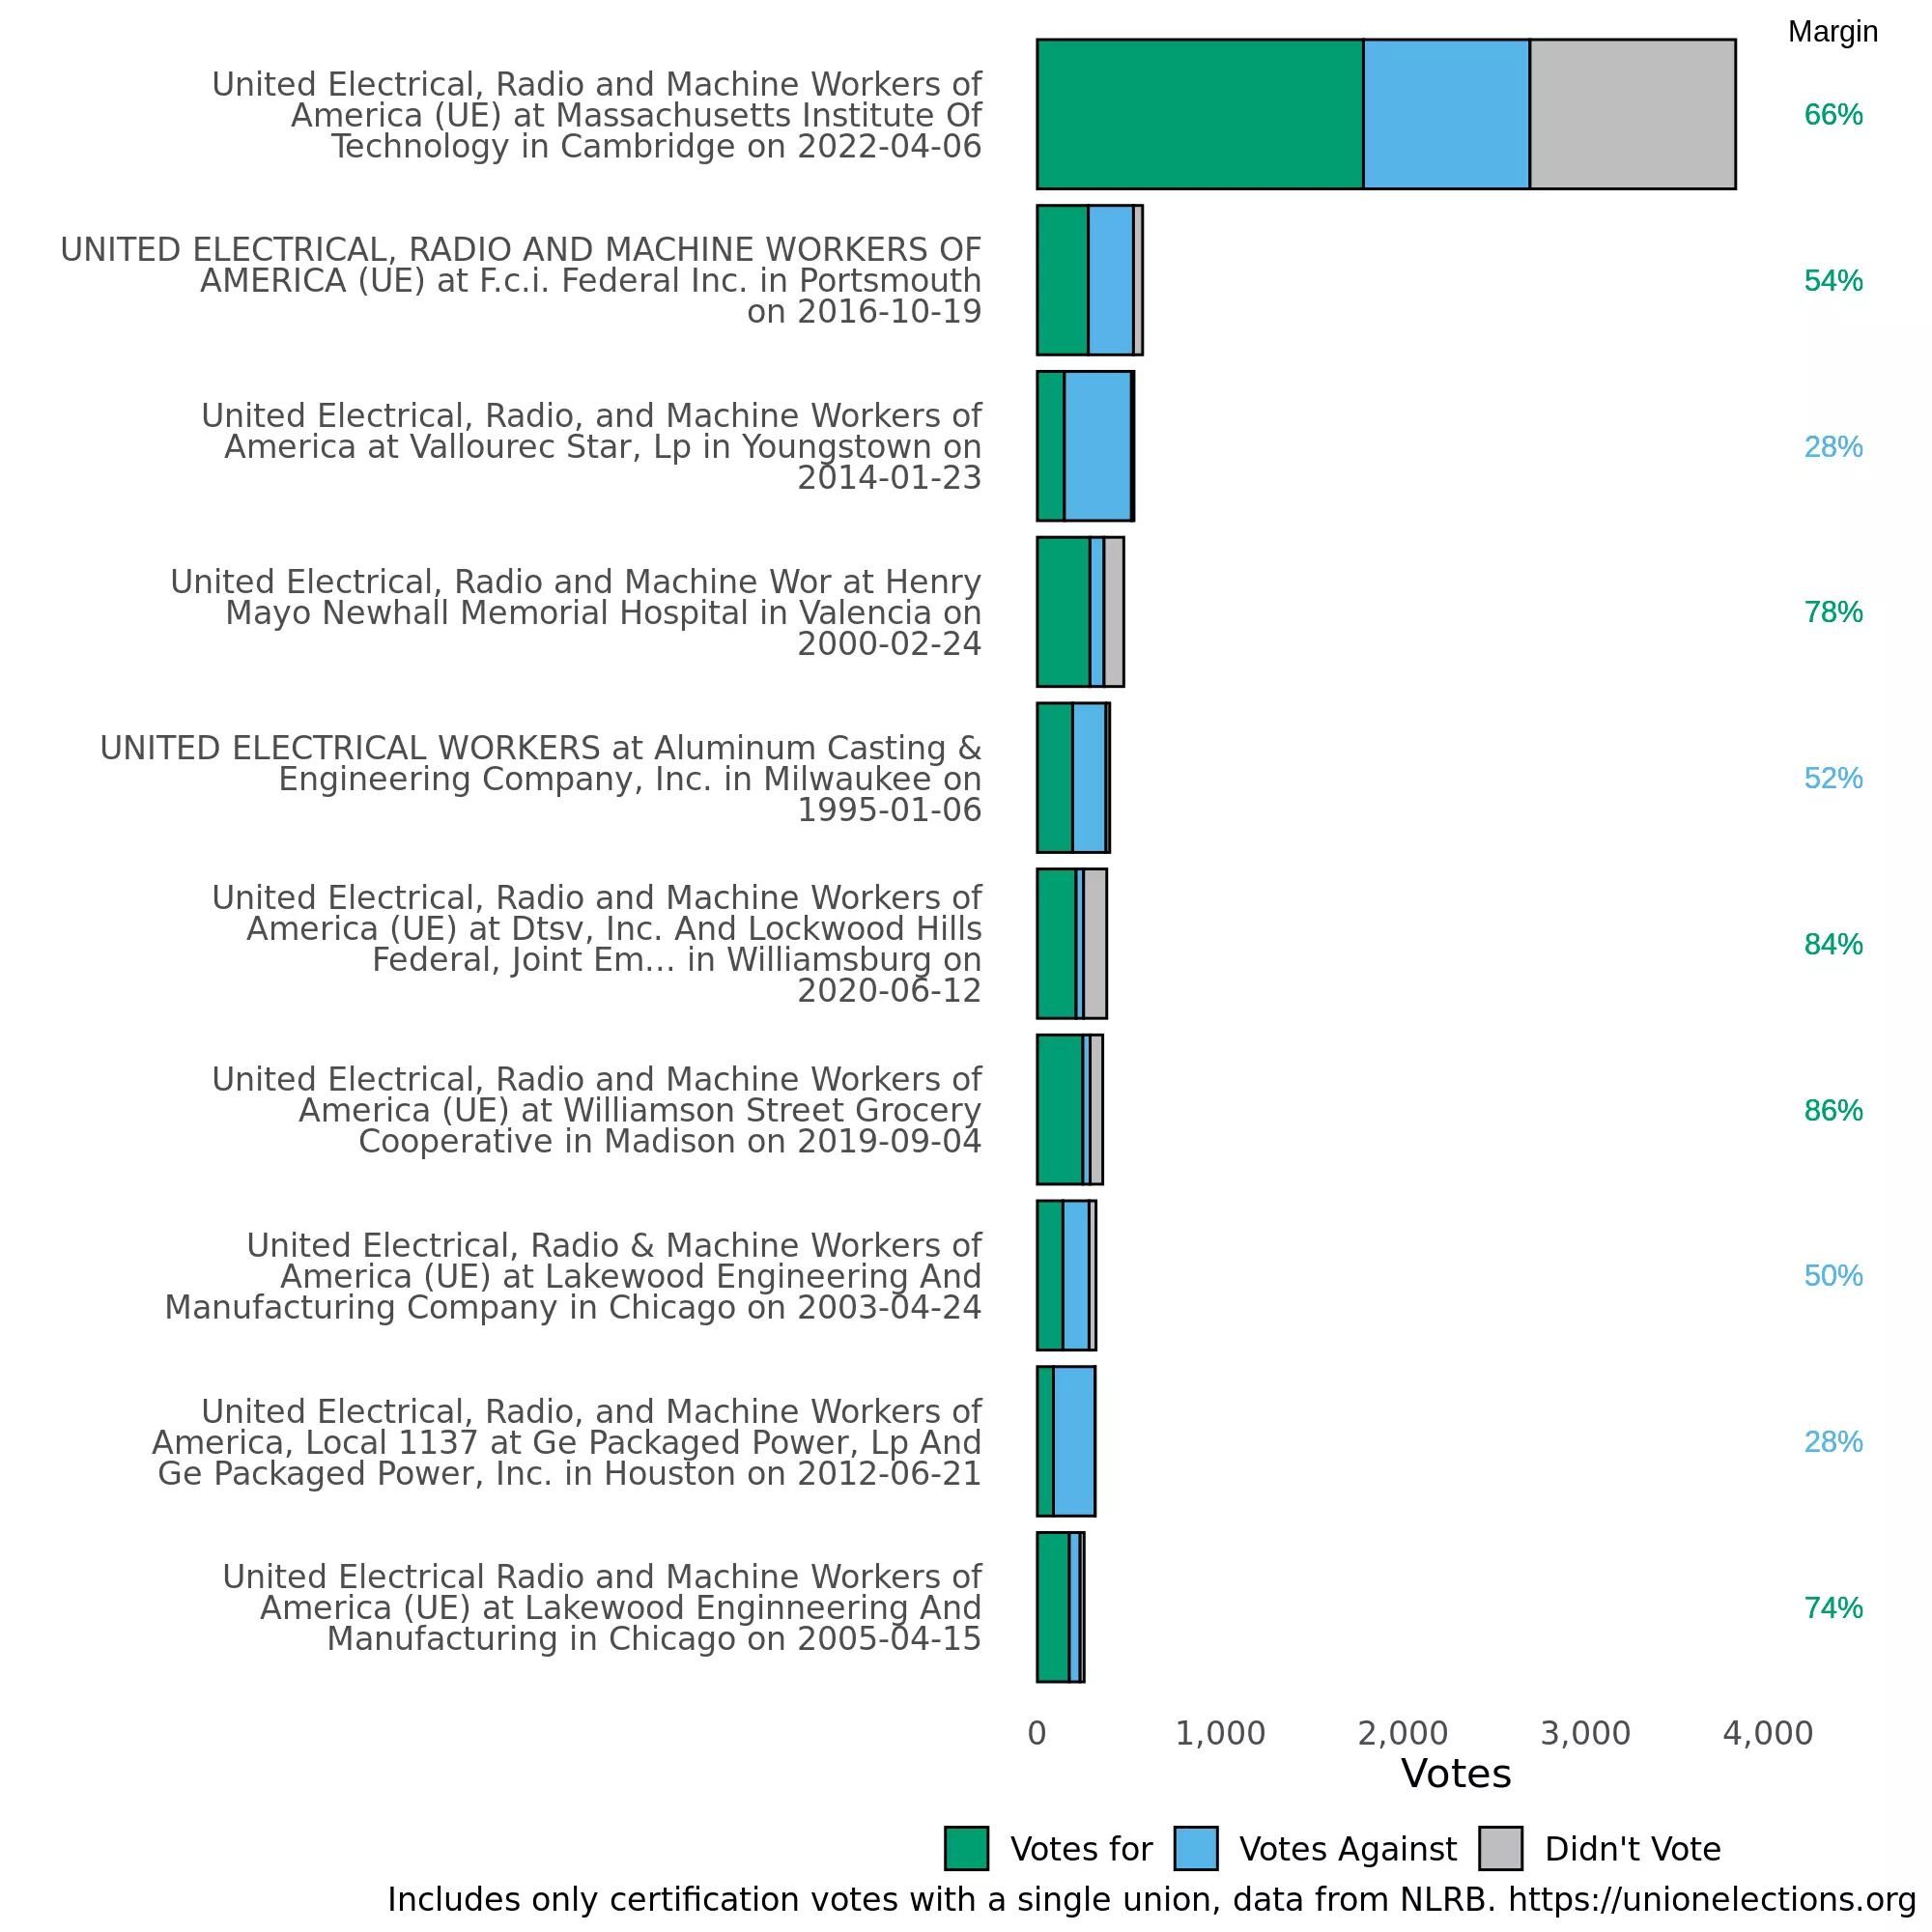 Margin
United Electrical, Radio and Machine Workers of
America (UE) at Massachusetts Institute Of
Technology in Cambridge on 2022-04-06
66%
UNITED ELECTRICAL, RADIO AND MACHINE WORKERS OF
AMERICA (UE) at F.c.i. Federal Inc. in Portsmouth
on 2016-10-19
54%
United Electrical, Radio, and Machine Workers of
America at Vallourec Star, Lp in Youngstown on
2014-01-23
28%
United Electrical, Radio and Machine Wor at Henry
Mayo Newhall Memorial Hospital in Valencia on
2000-02-24
78%
UNITED ELECTRICAL WORKERS at Aluminum Casting &
Engineering Company, Inc. in Milwaukee on
1995-01-06
52%
United Electrical, Radio and Machine Workers of
America (UE) at Dtsv, Inc. And Lockwood Hills
Federal, Joint Em... in Williamsburg on
2020-06-12
84%
United Electrical, Radio and Machine Workers of
America (UE) at Williamson Street Grocery
Cooperative in Madison on 2019-09-04
86%
United Electrical, Radio & Machine Workers of
America (UE) at Lakewood Engineering And
Manufacturing Company in Chicago on 2003-04-24
50%
United Electrical, Radio, and Machine Workers of
America, Local 1137 at Ge Packaged Power, Lp And
Ge Packaged Power, Inc. in Houston on 2012-06-21
28%
United Electrical Radio and Machine Workers of
America (UE) at Lakewood Enginneering And
Manufacturing in Chicago on 2005-04-15
74%
0 1,000 2,000 3,000 4,000
Votes
Votes for Votes Against Didn't Vote
Includes only certification votes with a single union, data from NLRB. https://unionelections.org